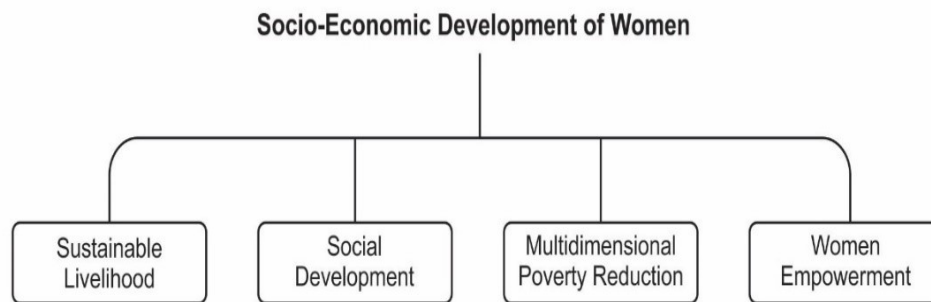 Socio-Economic Development of Women
Sustainable
Livelihood
Social
Development
Multidimensional
Poverty Reduction
Women
Empowerment